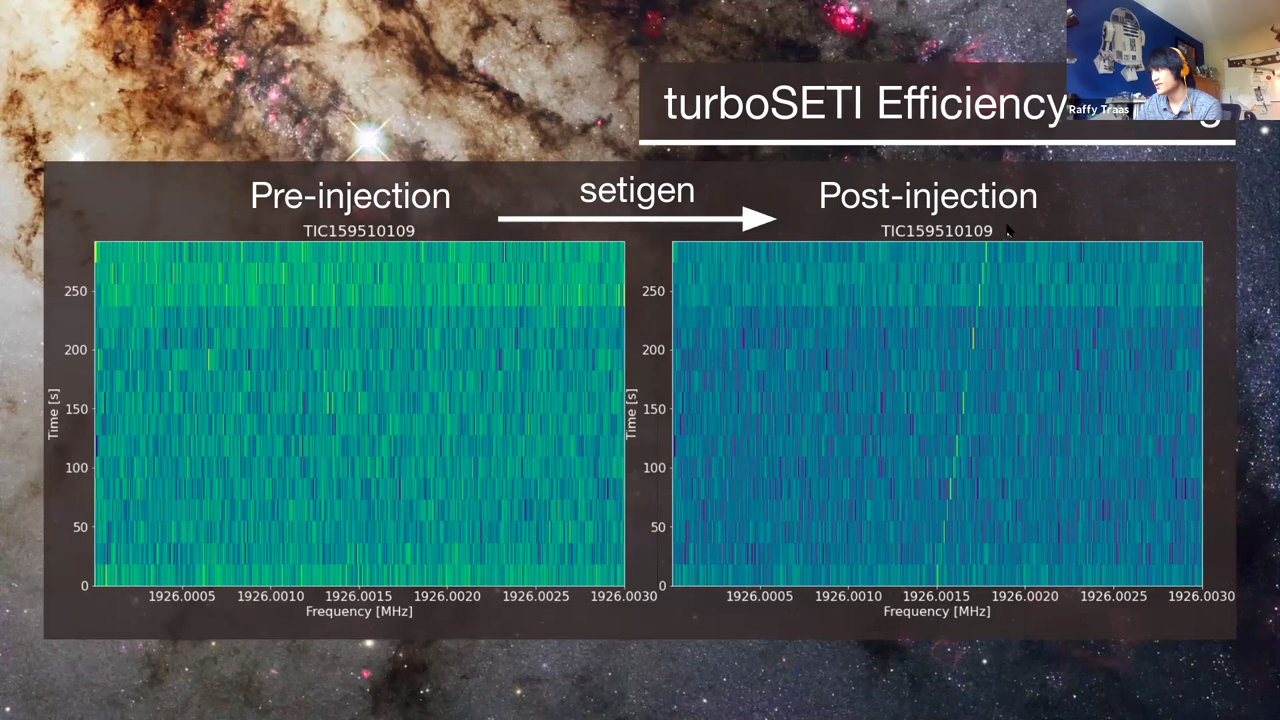 turboSETI Efficiency
Raffy Traas
Pre-injection
setigen
Post-injection
TIC159510109
TIC159510109
Time [s]
250
200
150
100
50
0
1926.0005 1926.0010 1926.0015 1926.0020 1926.0025 1926.0030
Frequency [MHz]
Time [s]
250
200
150
100
50
0
1926.0005 1926.0010 1926.0015 1926.0020 1926.0025 1926.0030
Frequency [MHz]